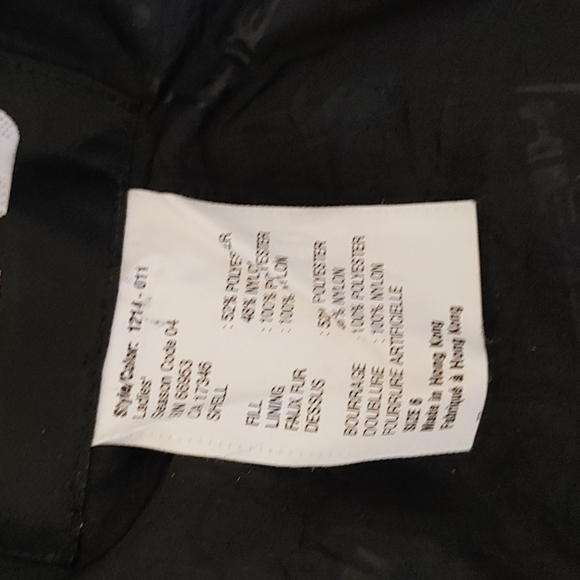 Style/Color: 1214-011
Ladies'
Season Code 04
RN 66953
CA 17346
SHELL : 52% POLYESTER
48% NYLON
FILL : 100% POLYESTER
LINING : 100% NYLON
FAUX FUR
DESSUS : 52% POLYESTER
48% NYLON
BOURRAGE : 100% POLYESTER
DOUBLURE : 100% NYLON
FOURRURE ARTIFICIELLE
SIZE 6
Made in Hong Kong
Fabriqué à Hong Kong